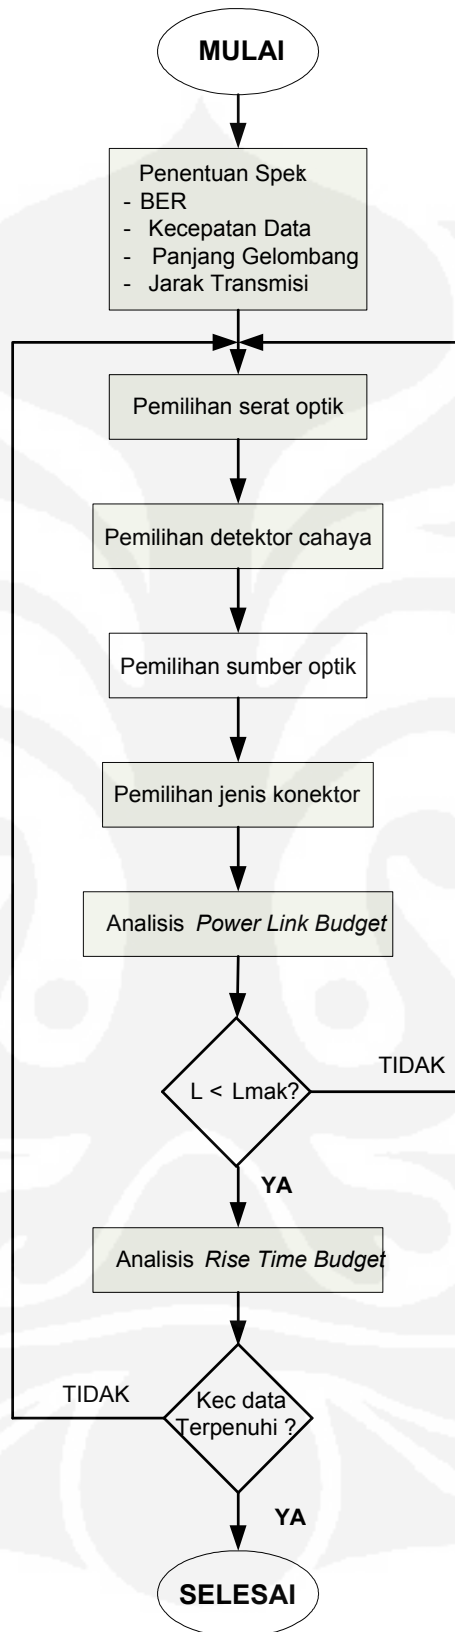 MULAI
Penentuan Spek
- BER
- Kecepatan Data
- Panjang Gelombang
- Jarak Transmisi
Pemilihan serat optik
Pemilihan detektor cahaya
Pemilihan sumber optik
Pemilihan jenis konektor
Analisis Power Link Budget
L < Lmak?
TIDAK
YA
Analisis Rise Time Budget
TIDAK
Kec data
Terpenuhi ?
YA
SELESAI